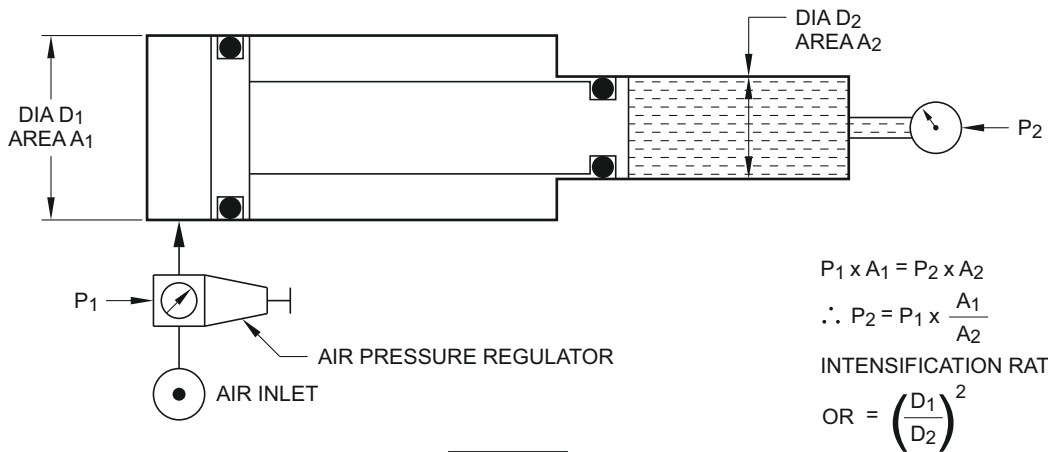 DIA D₂
AREA A₂
DIA D₁
AREA A₁
P₂
P₁
AIR PRESSURE REGULATOR
AIR INLET
P₁ x A₁ = P₂ x A₂
∴ P₂ = P₁ x A₁
A₂
INTENSIFICATION RAT
OR = (D₁
D₂)²